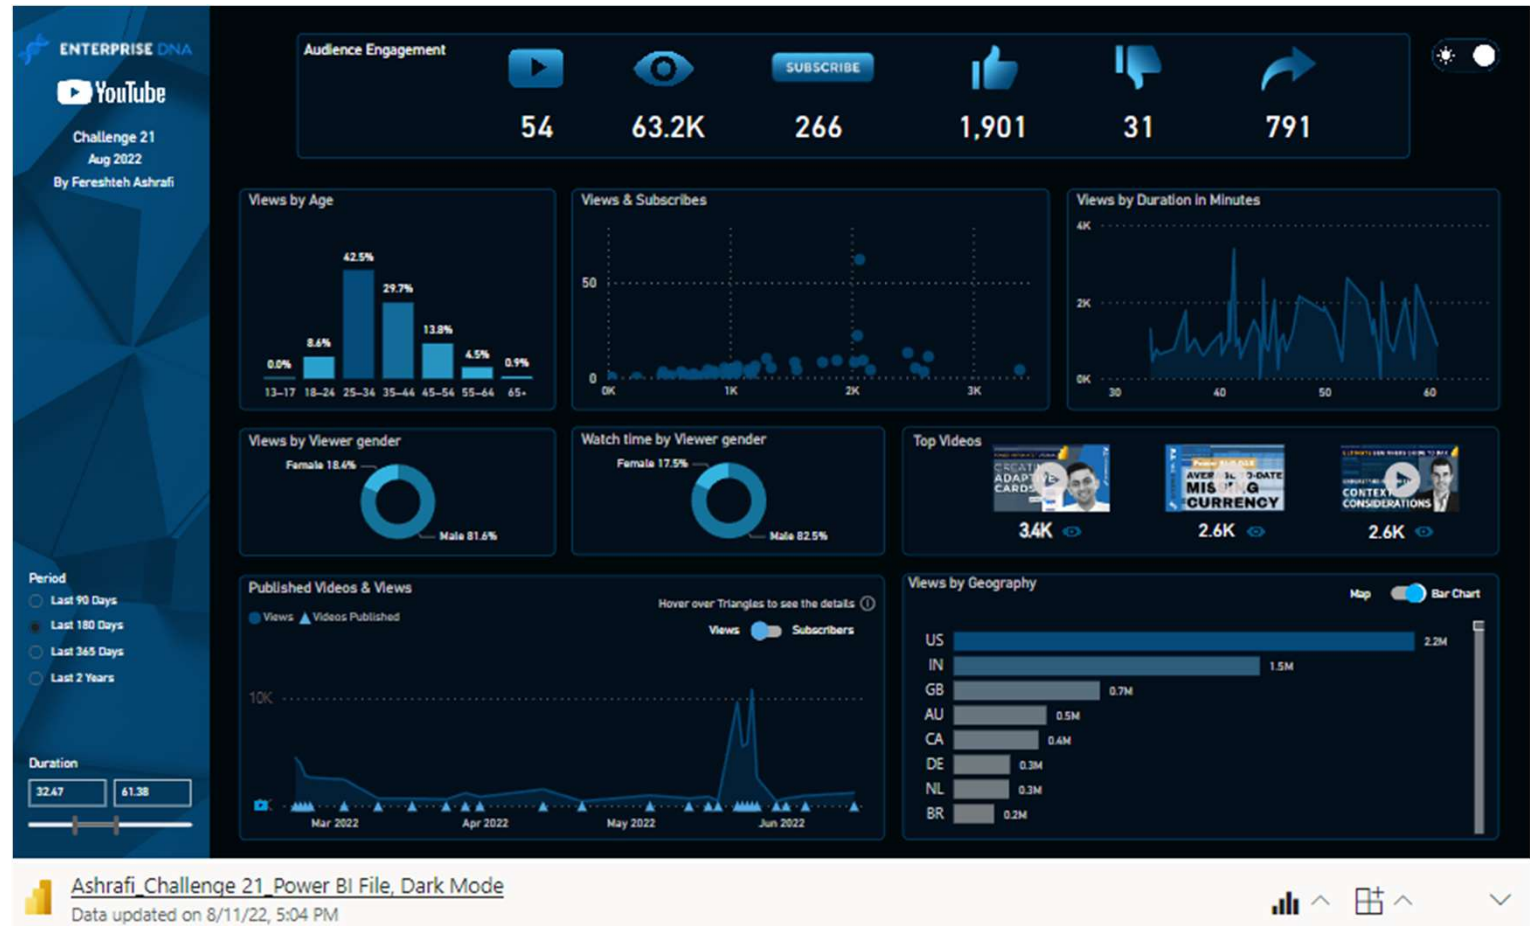 ENTERPRISE DNA
YouTube
Challenge 21
Aug 2022
By Fereshteh Ashrafi
Period
Last 90 Days
Last 180 Days
Last 365 Days
Last 2 Years
Duration
32.47 61.38
Audience Engagement
SUBSCRIBE
54 63.2K 266 1,901 31 791
Views by Age
42.5%
29.7%
13.8%
8.6%
4.5%
0.9%
0.0%
13–17 18–24 25–34 35–44 45–54 55–64 65+
Views & Subscribes
50
0
0K 1K 2K 3K
Views by Duration in Minutes
4K
2K
0K
30 40 50 60
Views by Viewer gender
Female 18.4%
Male 81.6%
Watch time by Viewer gender
Female 17.5%
Male 82.5%
Top Videos
CREATING
ADAPTIVE
CARDS
3.4K
MISSING
CURRENCY
2.6K
CONTEXT
CONSIDERATIONS
2.6K
Published Videos & Views
Views Videos Published
Hover over Triangles to see the details
Views Subscribers
10K
Mar 2022 Apr 2022 May 2022 Jun 2022
Views by Geography
Map Bar Chart
US 2.2M
IN 1.5M
GB 0.7M
AU 0.5M
CA 0.4M
DE 0.3M
NL 0.3M
BR 0.2M
Ashrafi_Challenge 21_Power BI File, Dark Mode
Data updated on 8/11/22, 5:04 PM